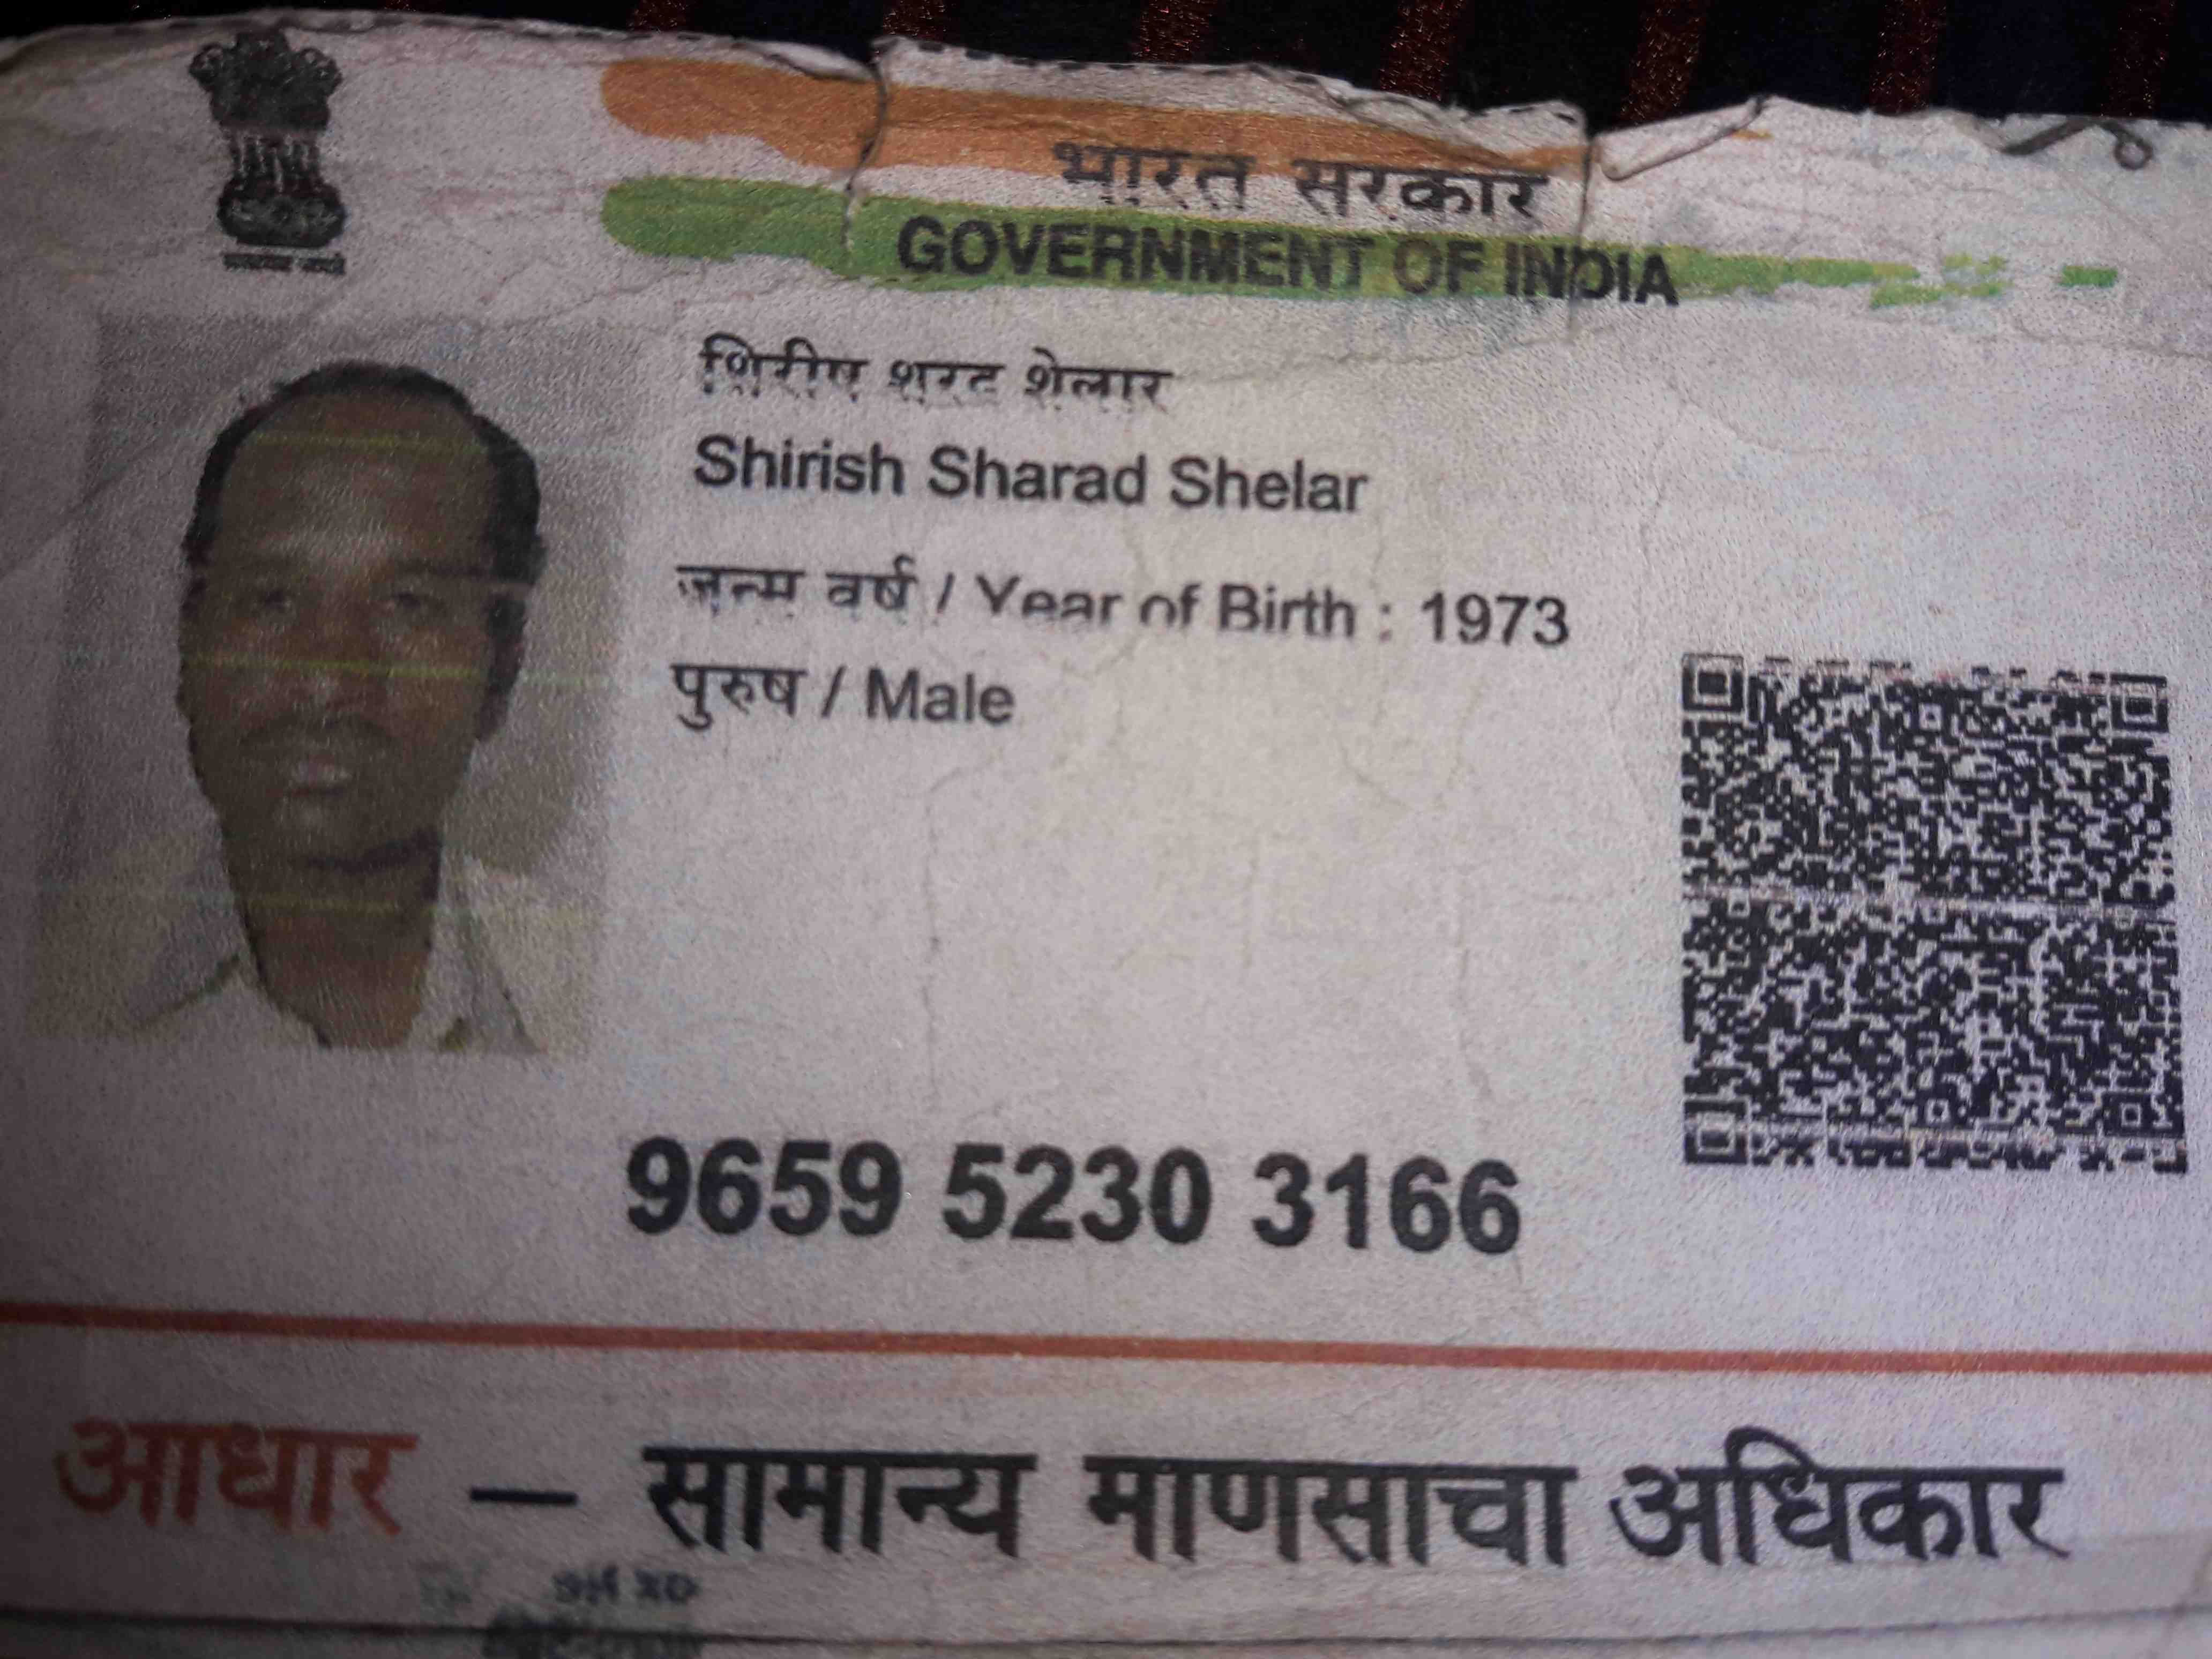 भारत सरकार
GOVERNMENT OF INDIA
शिरीष शरद शेलार
Shirish Sharad Shelar
जन्म वर्ष / Year of Birth : 1973
पुरुष / Male
9659 5230 3166
आधार — सामान्य माणसाचा अधिकार